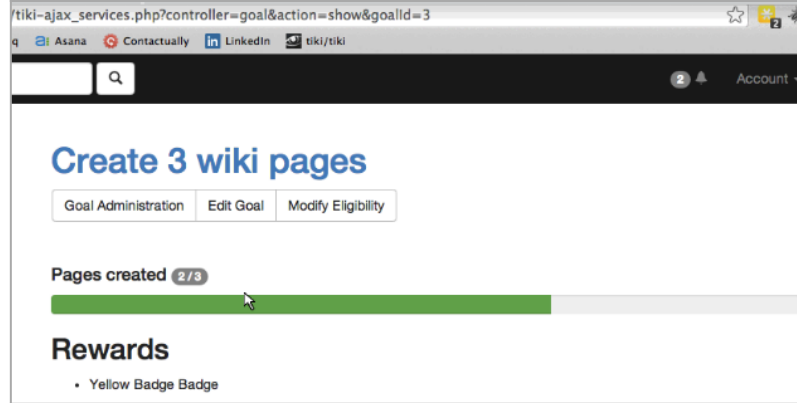 /tiki-ajax_services.php?controller=goal&action=show&goalId=3
2
q Asana Contactually LinkedIn tiki/tiki
2 Account
Create 3 wiki pages
Goal Administration Edit Goal Modify Eligibility
Pages created 2/3
Rewards
• Yellow Badge Badge